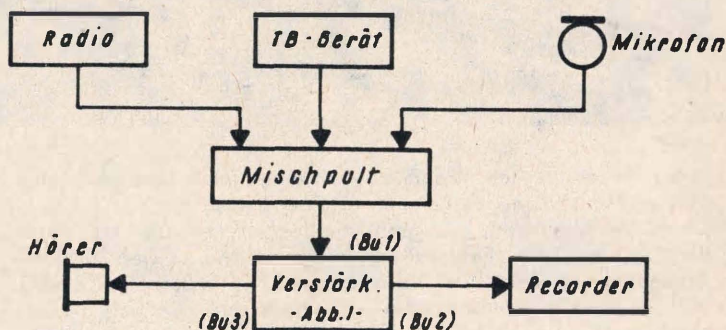 Radio
TB-Gerät
Mikrofon
Mischpult
(Bu1)
Hörer
Verstärk.
-Abb.1-
Recorder
(Bu3)
(Bu2)